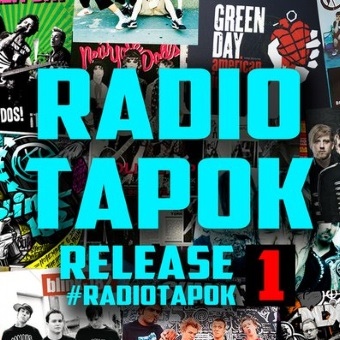 DOS!
New York Dolls
GREEN DAY
american
RADIO
TAPOK
RELEASE 1
#RADIOTAPOK